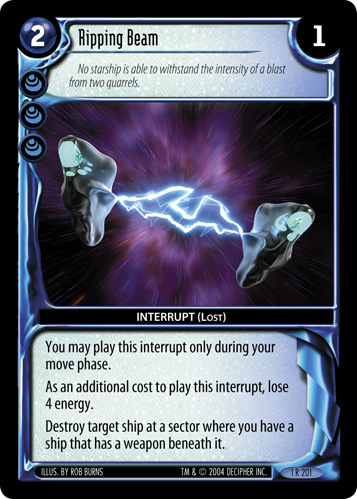 2 Ripping Beam 1
No starship is able to withstand the intensity of a blast
from two quarrels.
INTERRUPT (LOST)
You may play this interrupt only during your
move phase.
As an additional cost to play this interrupt, lose
4 energy.
Destroy target ship at a sector where you have a
ship that has a weapon beneath it.
ILLUS. BY ROB BURNS TM & © 2004 DECIPHER INC. 1 R 201